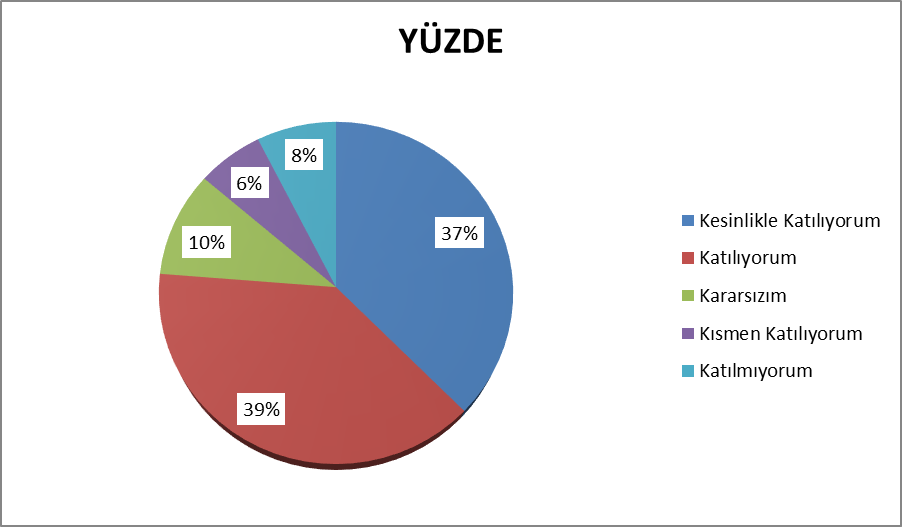 YÜZDE
8%
6%
37%
10%
39%
Kesinlikle Katılıyorum
Katılıyorum
Kararsızım
Kısmen Katılıyorum
Katılmıyorum